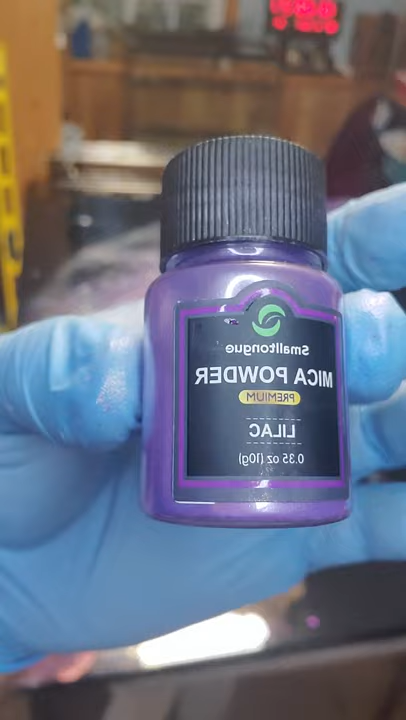 Smalltongue
MICA POWDER
PREMIUM
LILAC
0.35 oz (10g)